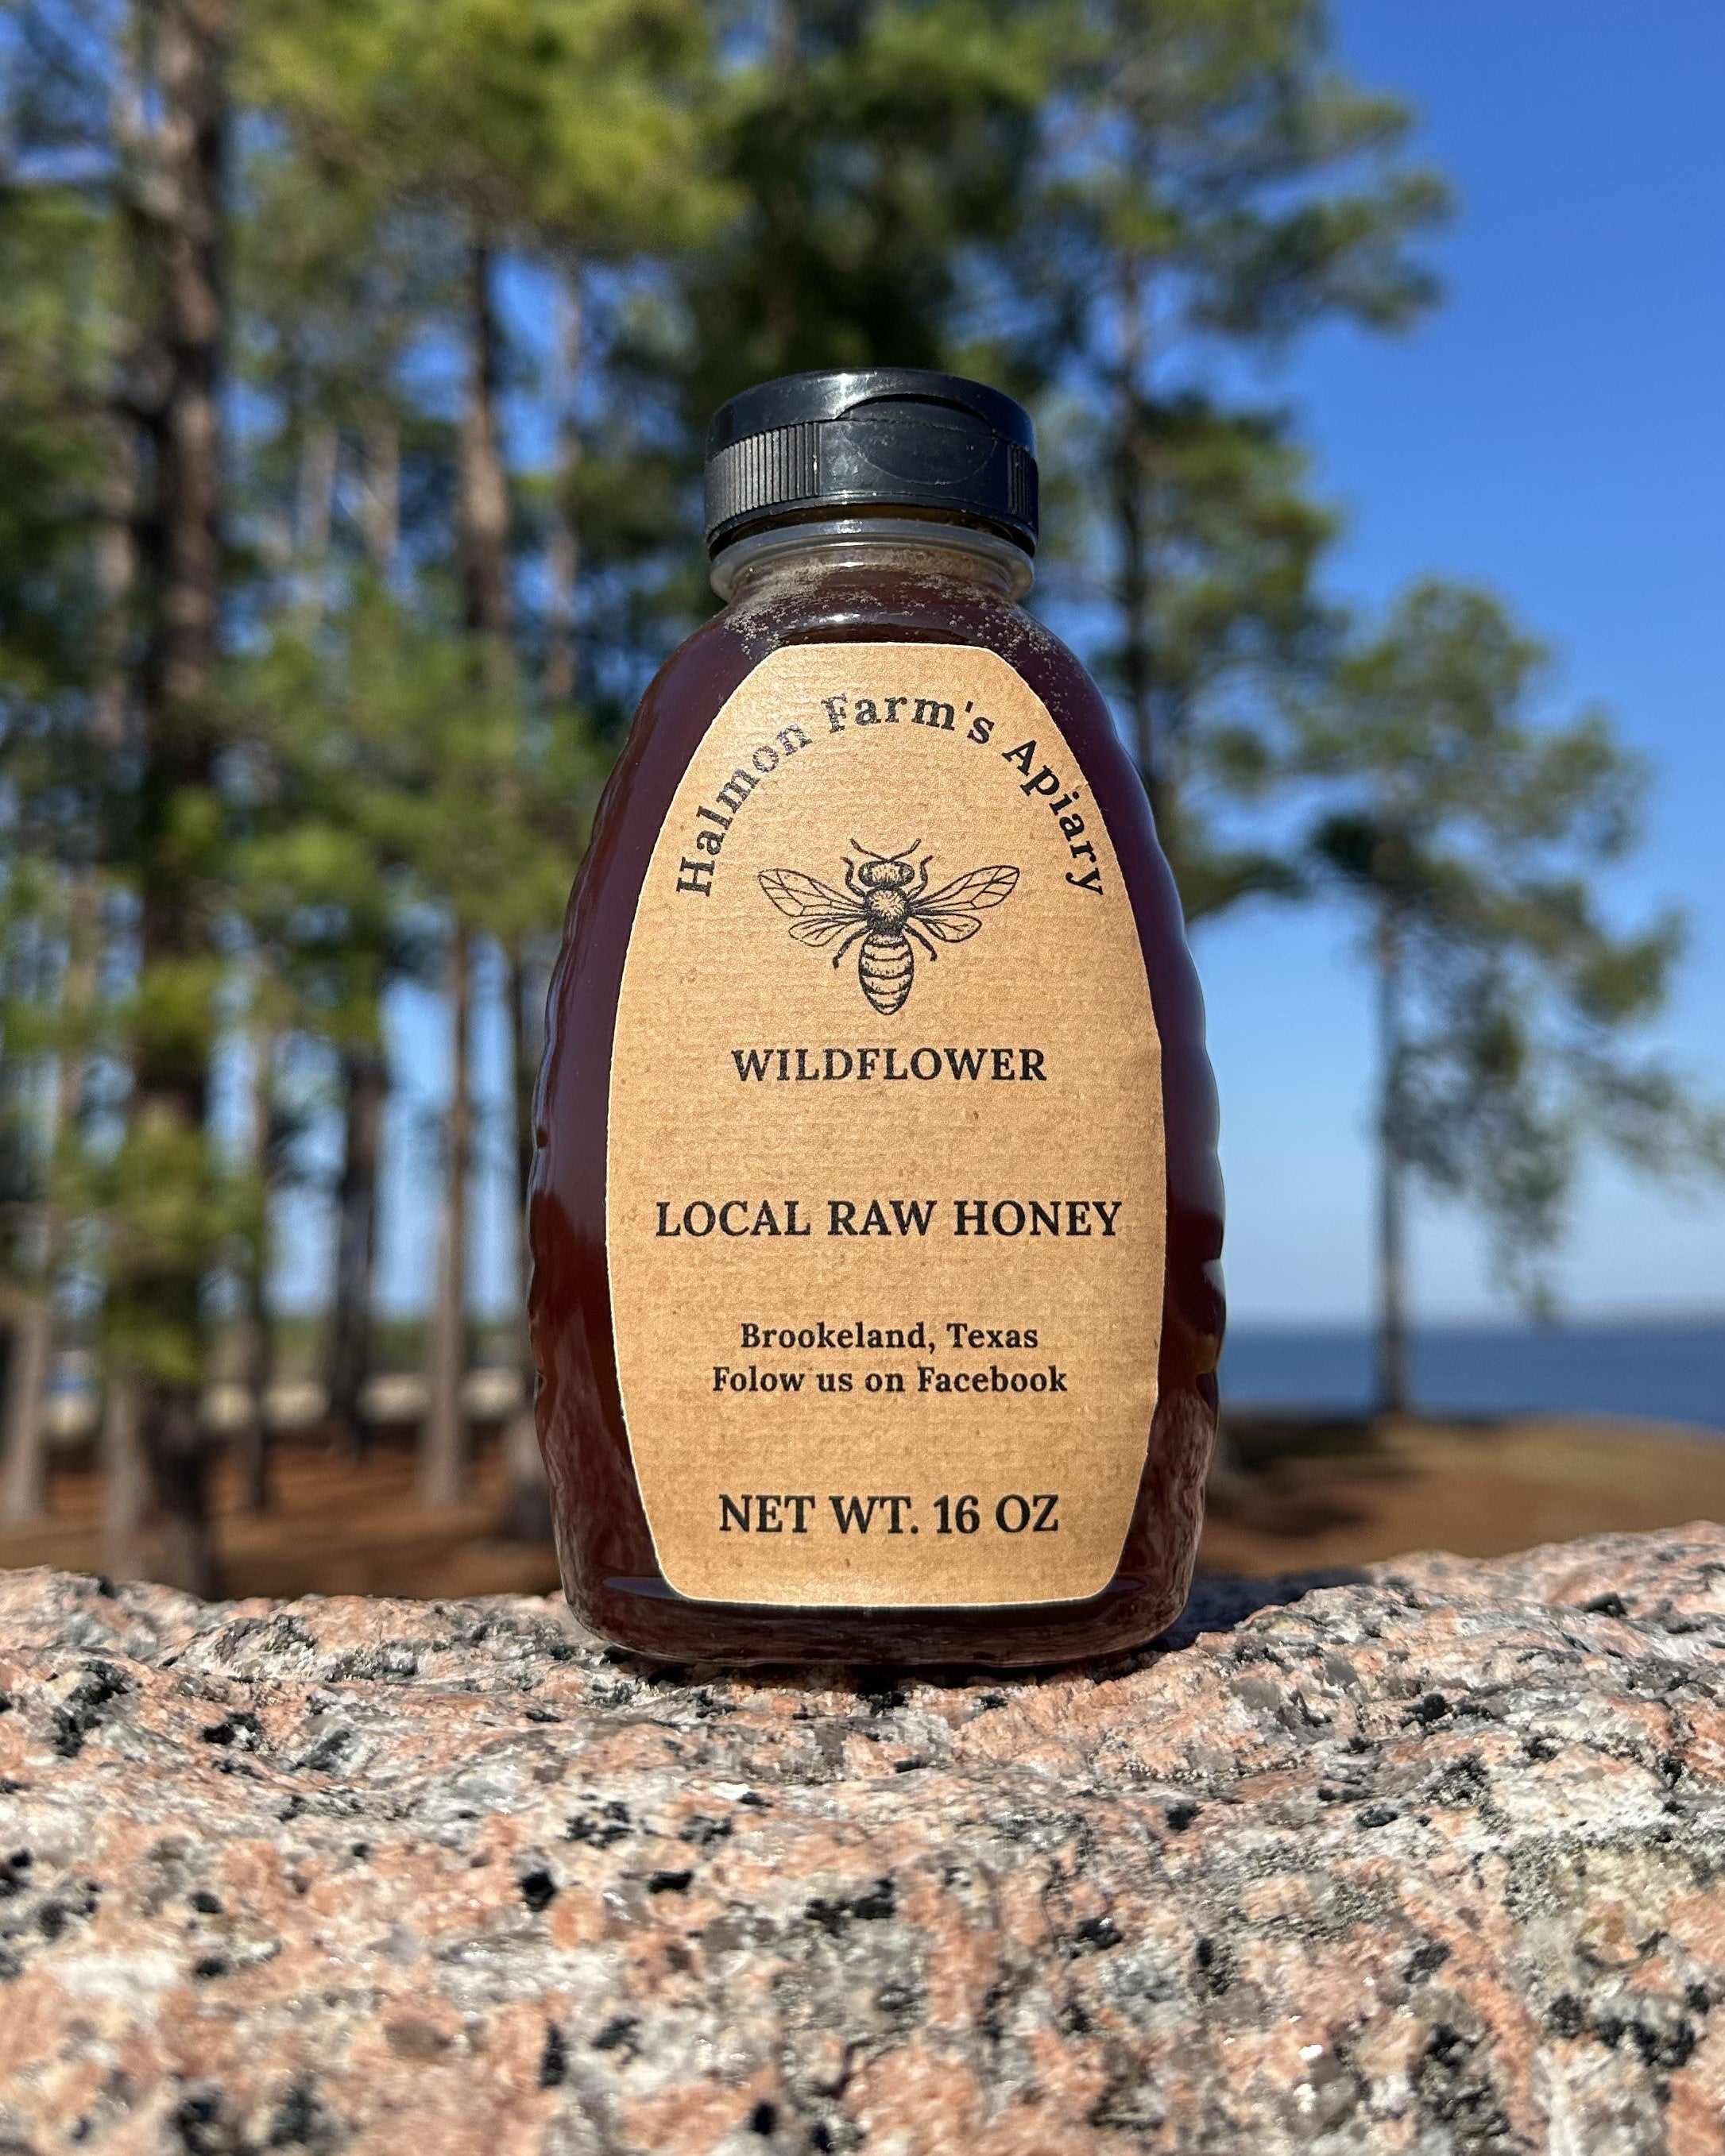 Halmon Farm's Apiary
WILDFLOWER
LOCAL RAW HONEY
Brookeland, Texas
Folow us on Facebook
NET WT. 16 OZ